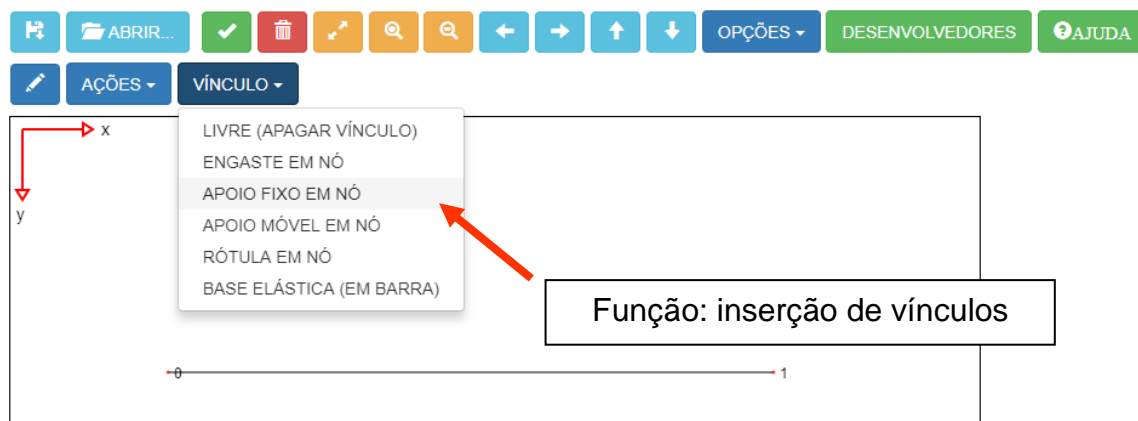 ABRIR... OPÇÕES DESENVOLVEDORES AJUDA
AÇÕES VÍNCULO
x
y
LIVRE (APAGAR VÍNCULO)
ENGASTE EM NÓ
APOIO FIXO EM NÓ
APOIO MÓVEL EM NÓ
RÓTULA EM NÓ
BASE ELÁSTICA (EM BARRA)
Função: inserção de vínculos
0 1